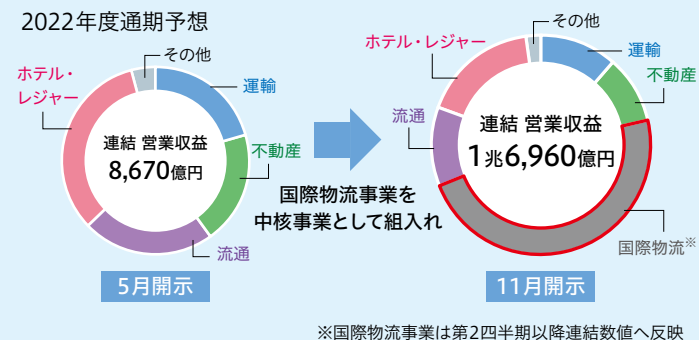 2022年度通期予想
その他
ホテル・
レジャー
運輸
連結 営業収益
8,670億円
不動産
流通
5月開示
国際物流事業を
中核事業として組入れ
その他
ホテル・レジャー
運輸
不動産
流通
連結 営業収益
1兆6,960億円
国際物流※
11月開示
※国際物流事業は第2四半期以降連結数値へ反映